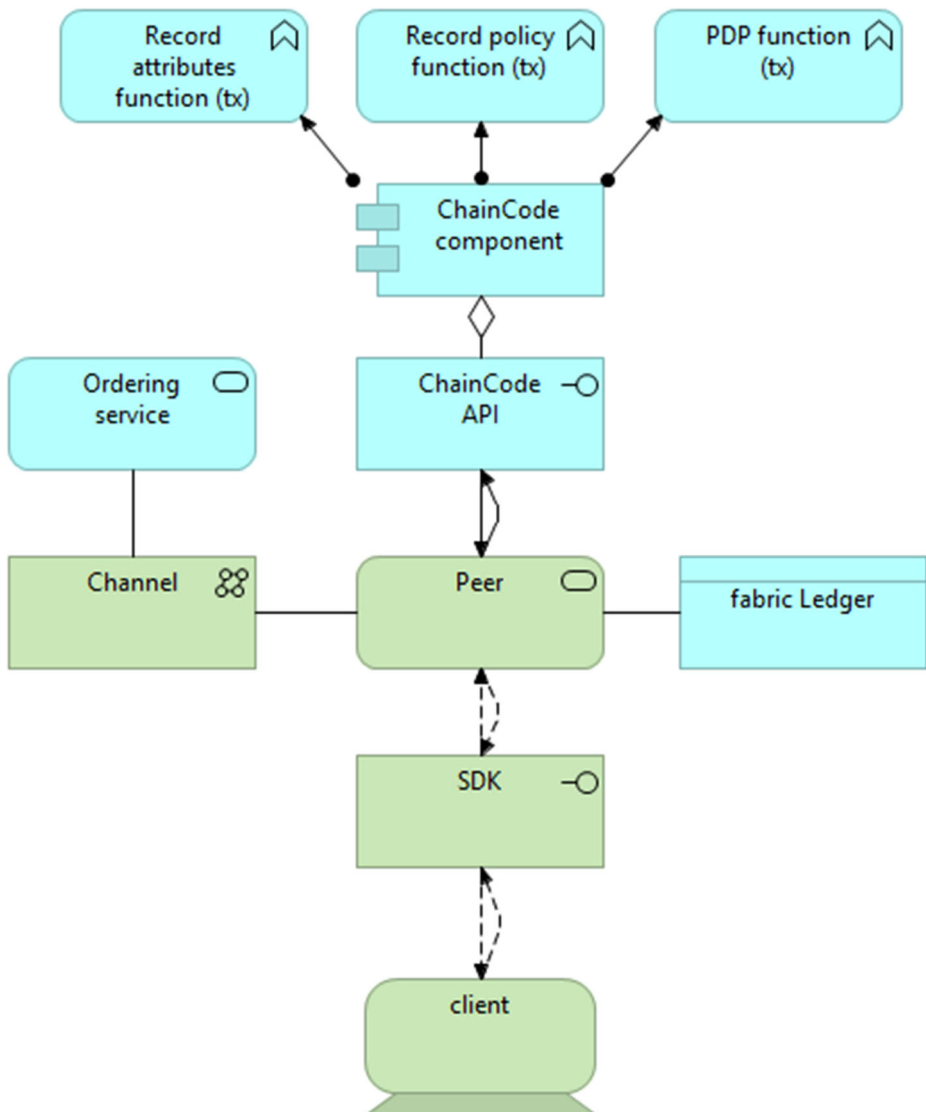 Record
attributes
function (tx)
Record policy
function (tx)
PDP function
(tx)
ChainCode
component
Ordering
service
ChainCode
API
Channel
Peer
fabric Ledger
SDK
client